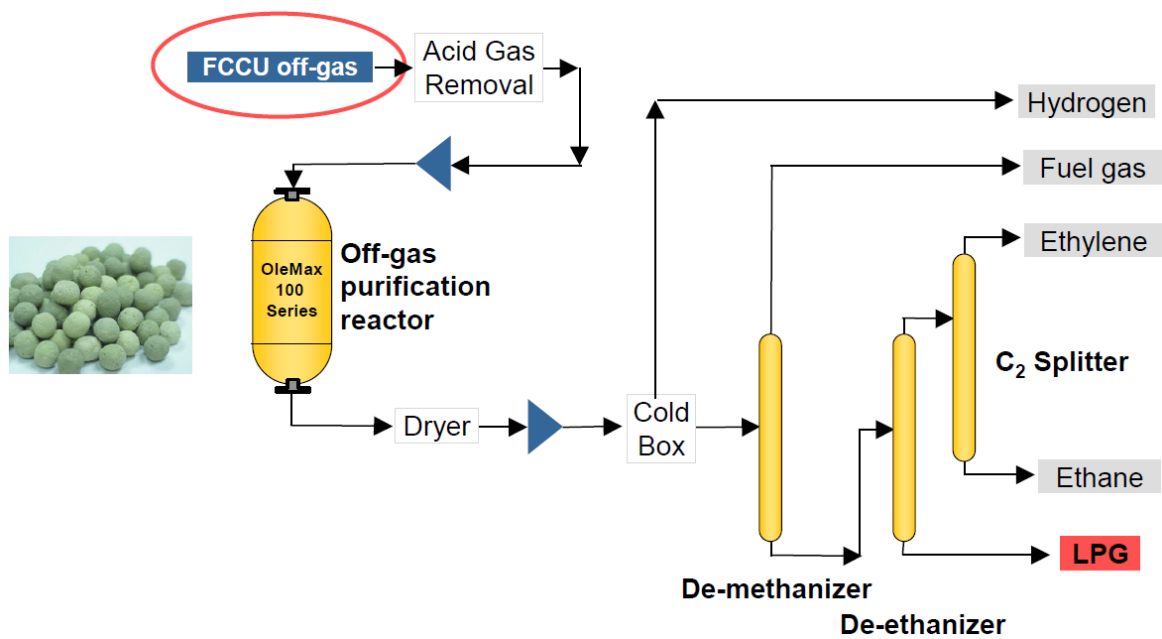 FCCU off-gas
Acid Gas
Removal
Hydrogen
Fuel gas
Ethylene
OleMax
100
Series
Off-gas
purification
reactor
C₂ Splitter
Dryer
Cold
Box
Ethane
LPG
De-methanizer
De-ethanizer